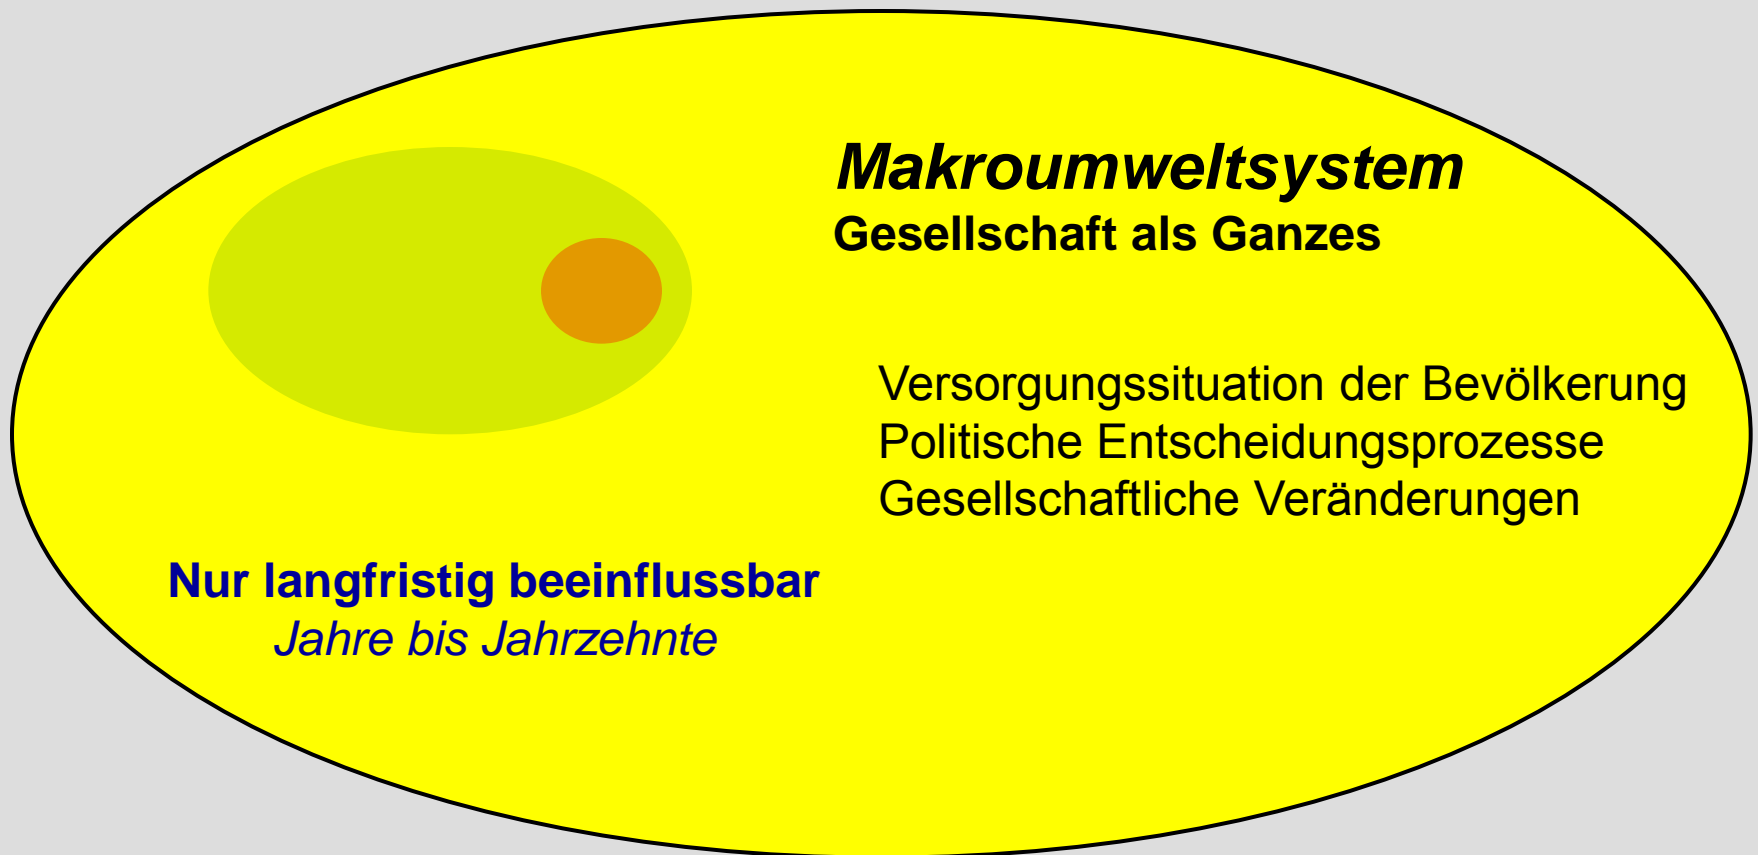 Makroumweltsystem
Gesellschaft als Ganzes
Versorgungssituation der Bevölkerung
Politische Entscheidungsprozesse
Gesellschaftliche Veränderungen
Nur langfristig beeinflussbar
Jahre bis Jahrzehnte